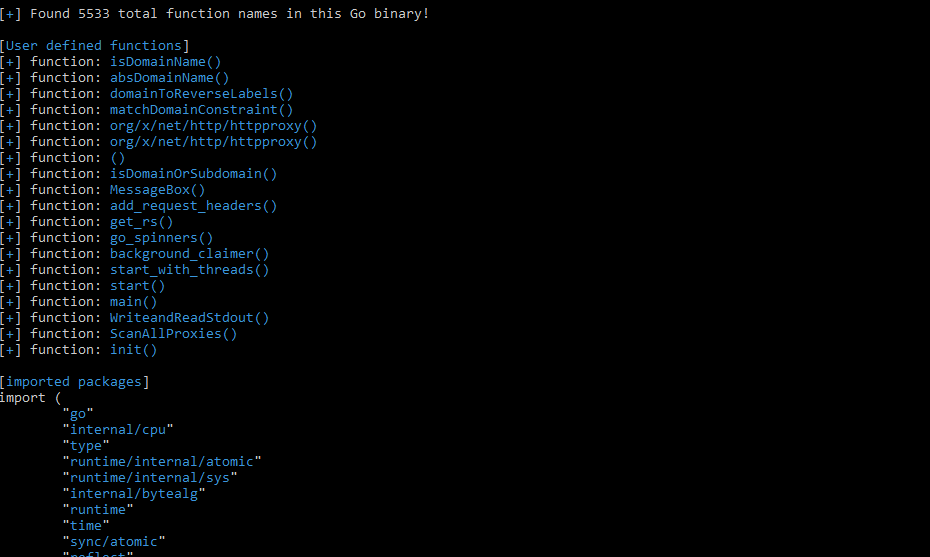 [+] Found 5533 total function names in this Go binary!
[User defined functions]
[+] function: isDomainName()
[+] function: absDomainName()
[+] function: domainToReverseLabels()
[+] function: matchDomainConstraint()
[+] function: org/x/net/http/httpproxy()
[+] function: org/x/net/http/httpproxy()
[+] function: ()
[+] function: isDomainOrSubdomain()
[+] function: MessageBox()
[+] function: add_request_headers()
[+] function: get_rs()
[+] function: go_spinners()
[+] function: background_claimer()
[+] function: start_with_threads()
[+] function: start()
[+] function: main()
[+] function: WriteandReadStdout()
[+] function: ScanAllProxies()
[+] function: init()
[imported packages]
import (
"go"
"internal/cpu"
"type"
"runtime/internal/atomic"
"runtime/internal/sys"
"internal/bytealg"
"runtime"
"time"
"sync/atomic"
"reflect"